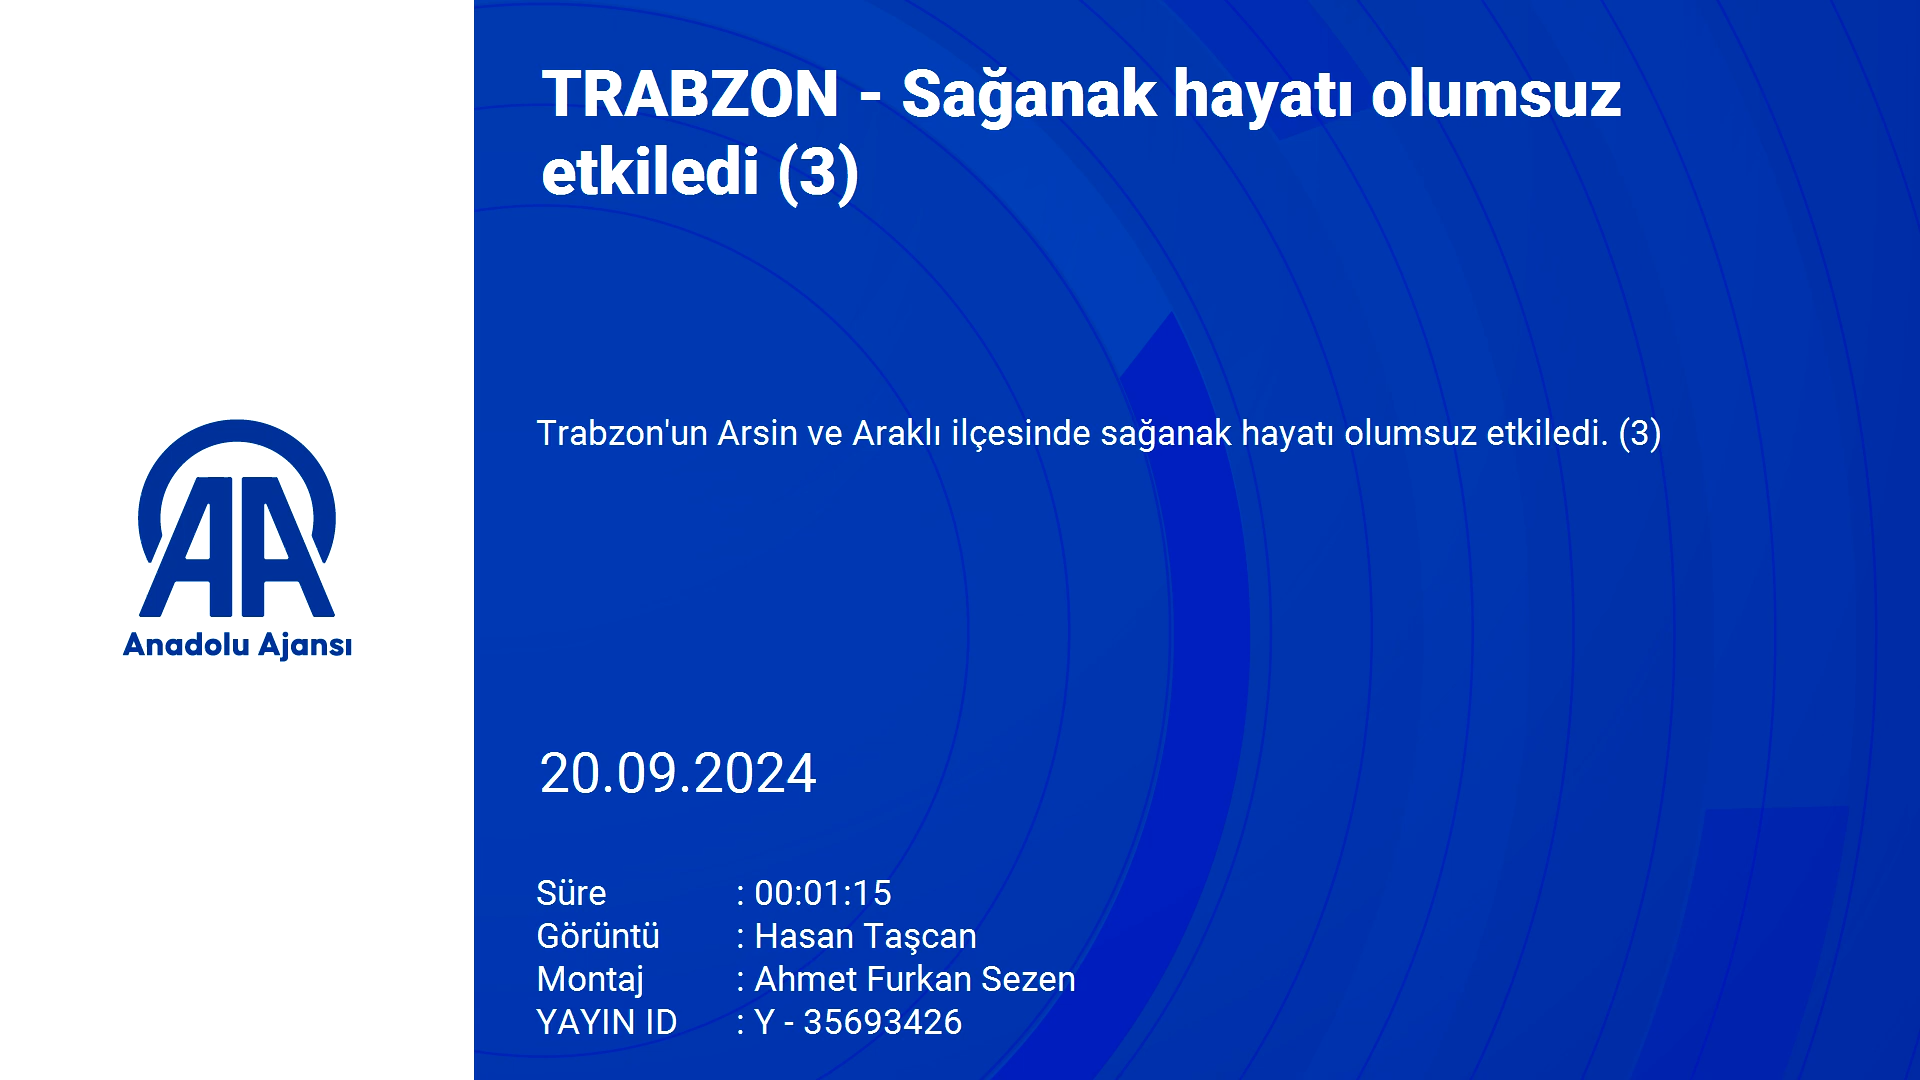 TRABZON - Sağanak hayatı olumsuz
etkiledi (3)
Trabzon'un Arsin ve Araklı ilçesinde sağanak hayatı olumsuz etkiledi. (3)
AA
Anadolu Ajansı
20.09.2024
Süre : 00:01:15
Görüntü : Hasan Taşcan
Montaj : Ahmet Furkan Sezen
YAYIN ID : Y - 35693426